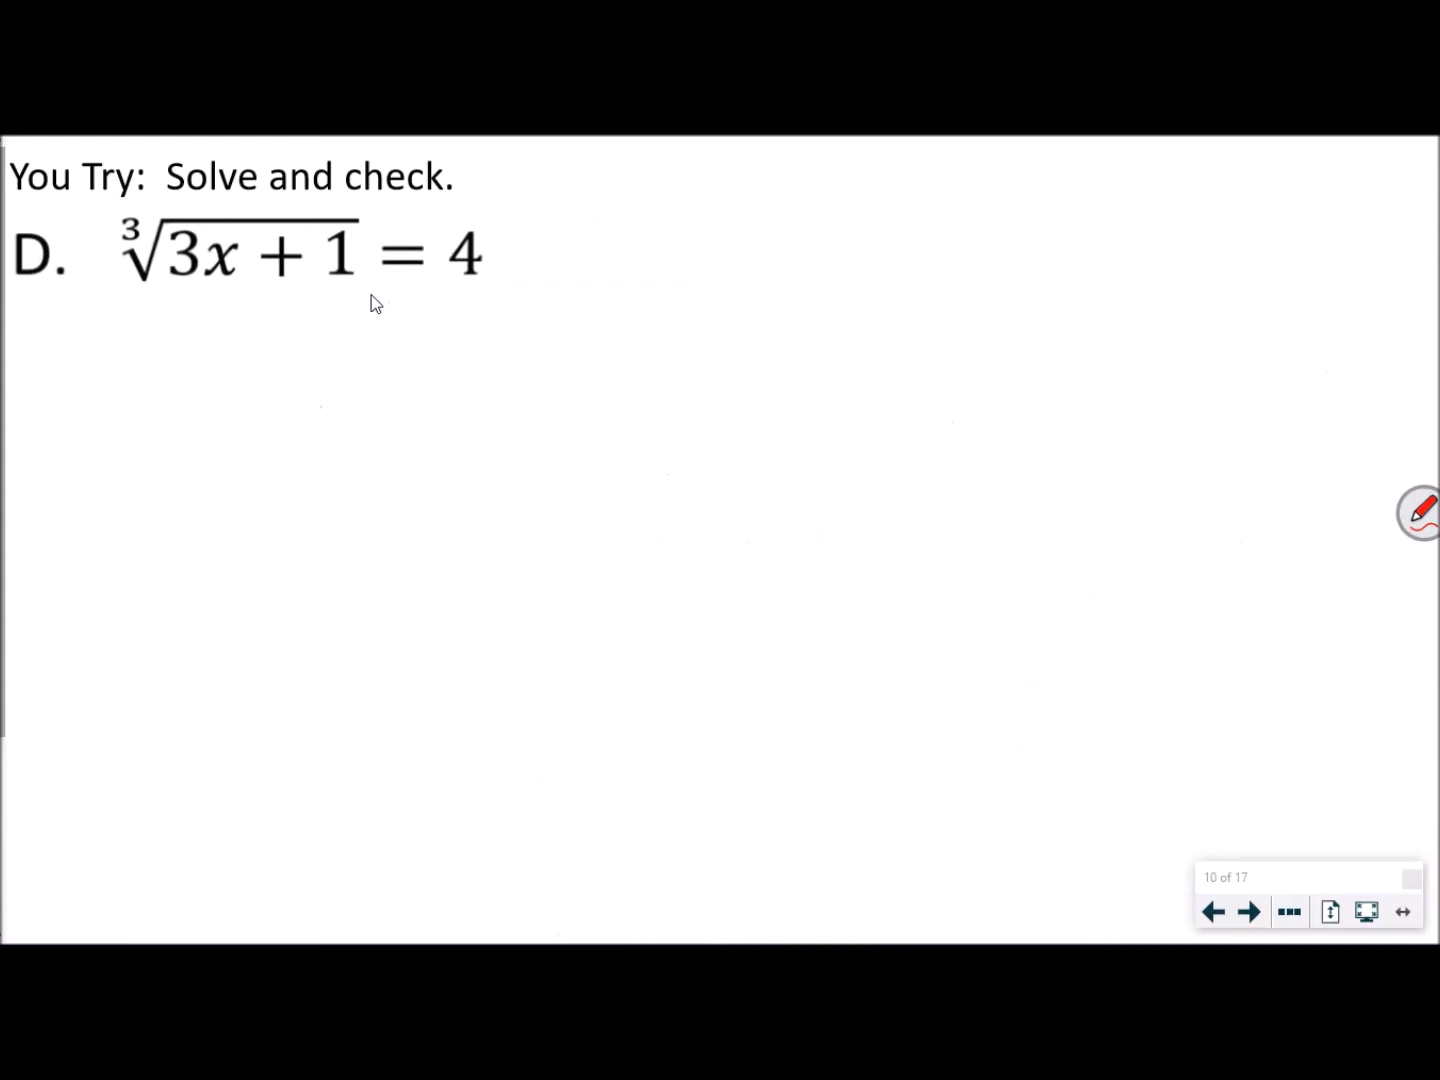 You Try: Solve and check.
D. ∛3x + 1 = 4
10 of 17